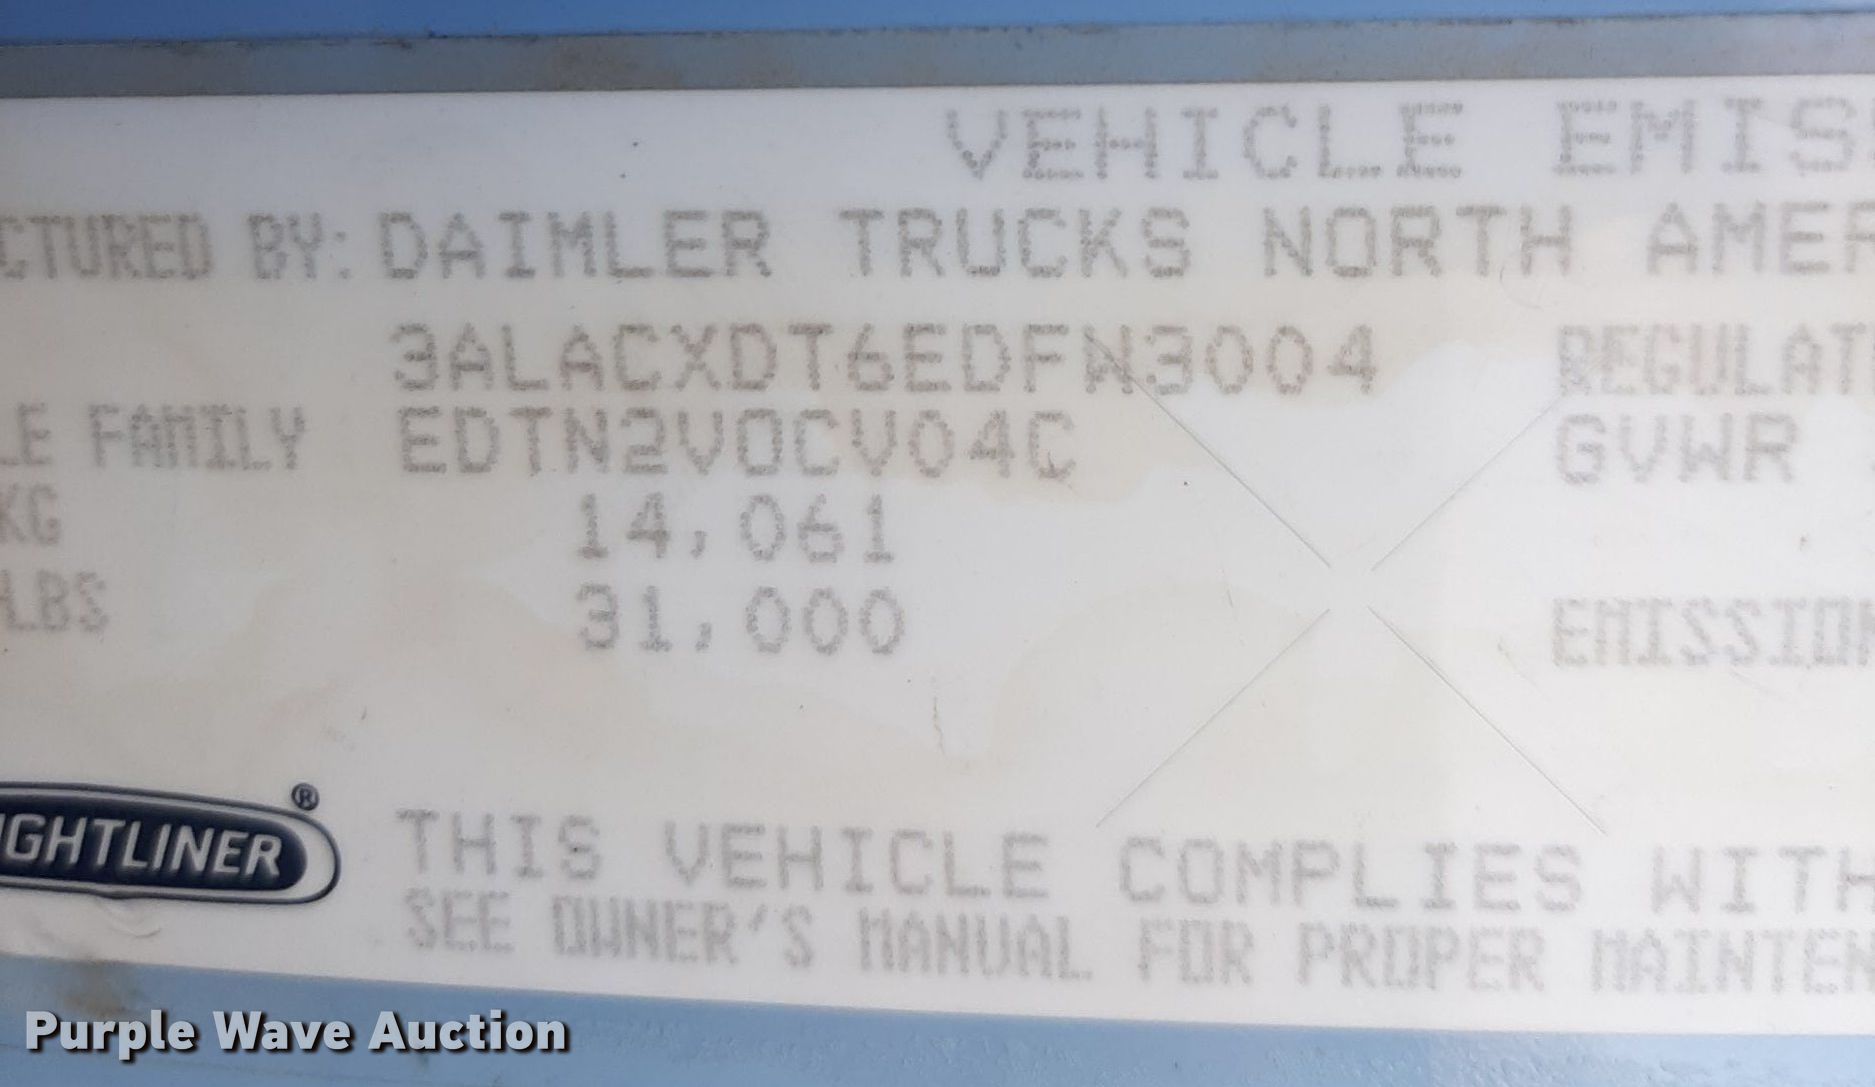 VEHICLE EMIS
CTURED BY: DAIMLER TRUCKS NORTH AMER
3ALACXDT6EDFW3004 REGULAT
LE FAMILY EDTN2VOCV04C GVWR
KG 14,061
LBS 31,000
EMISSION
IGHTLINER ®
THIS VEHICLE COMPLIES WITH
SEE OWNER'S MANUAL FOR PROPER MAINTEN
Purple Wave Auction